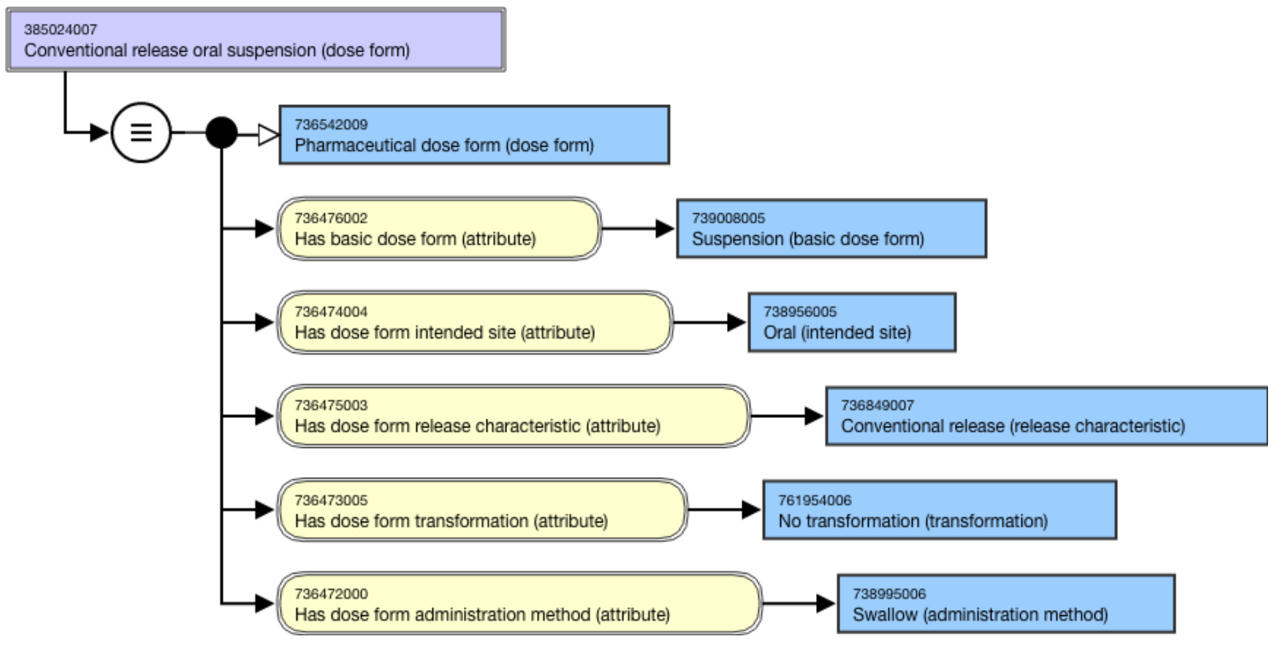 385024007
Conventional release oral suspension (dose form)
736542009
Pharmaceutical dose form (dose form)
736476002
Has basic dose form (attribute)
739008005
Suspension (basic dose form)
736474004
Has dose form intended site (attribute)
738956005
Oral (intended site)
736475003
Has dose form release characteristic (attribute)
736849007
Conventional release (release characteristic)
736473005
Has dose form transformation (attribute)
761954006
No transformation (transformation)
736472000
Has dose form administration method (attribute)
738995006
Swallow (administration method)